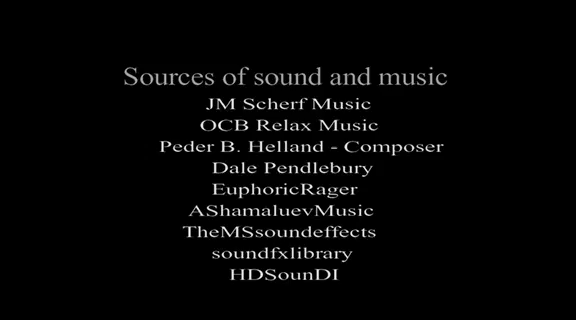 Sources of sound and music
JM Scherf Music
OCB Relax Music
Peder B. Helland - Composer
Dale Pendlebury
EuphoricRager
AShamaluevMusic
TheMSsoundeffects
soundfxlibrary
HDSounDI